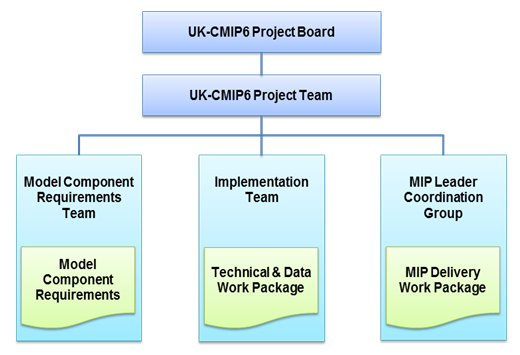 UK-CMIP6 Project Board
UK-CMIP6 Project Team
Model Component
Requirements
Team
Model
Component
Requirements
Implementation
Team
Technical & Data
Work Package
MIP Leader
Coordination
Group
MIP Delivery
Work Package